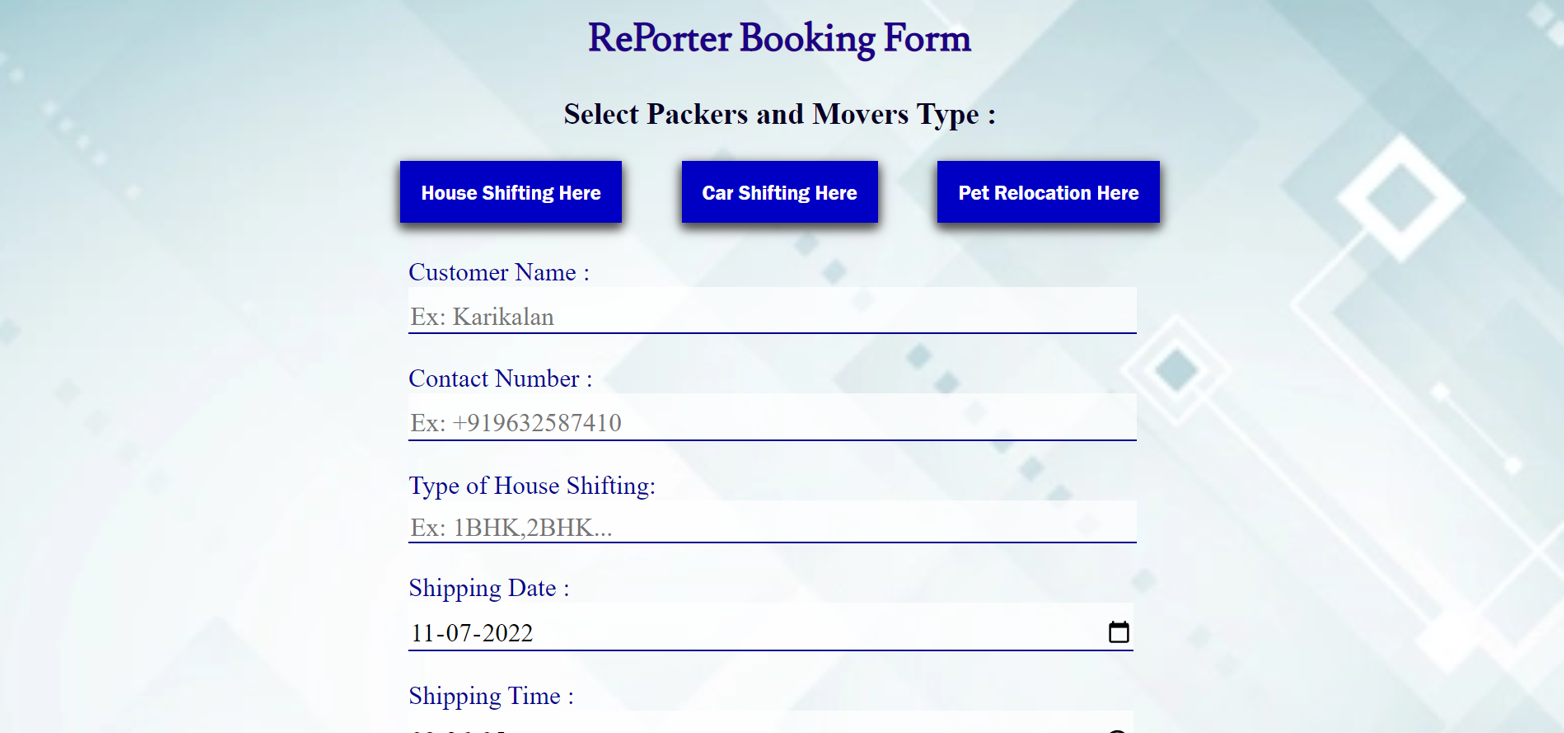 RePorter Booking Form
Select Packers and Movers Type :
House Shifting Here Car Shifting Here Pet Relocation Here
Customer Name :
Ex: Karikalan
Contact Number :
Ex: +919632587410
Type of House Shifting:
Ex: 1BHK,2BHK...
Shipping Date :
11-07-2022
Shipping Time :